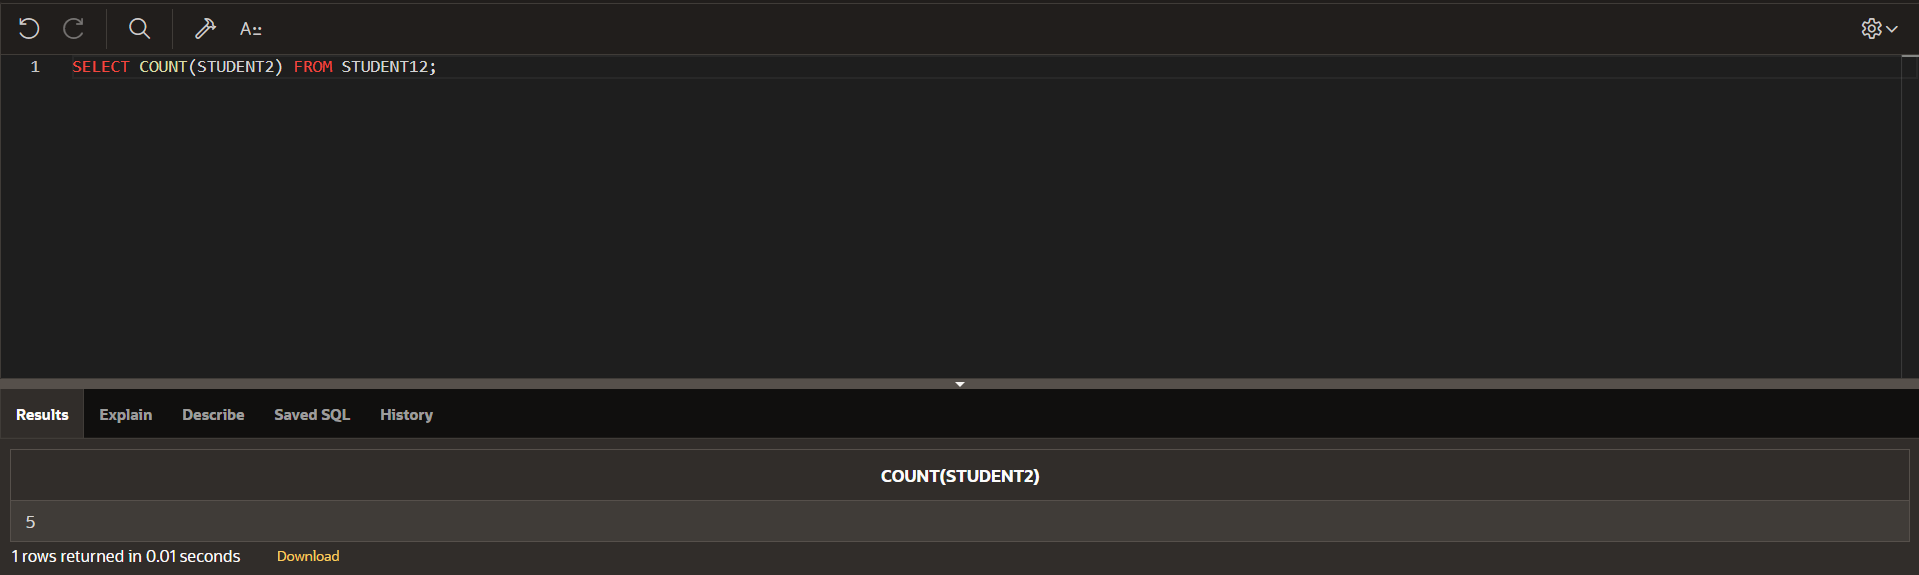 A::
1 SELECT COUNT(STUDENT2) FROM STUDENT12;
Results Explain Describe Saved SQL History
COUNT(STUDENT2)
5
1 rows returned in 0.01 seconds Download